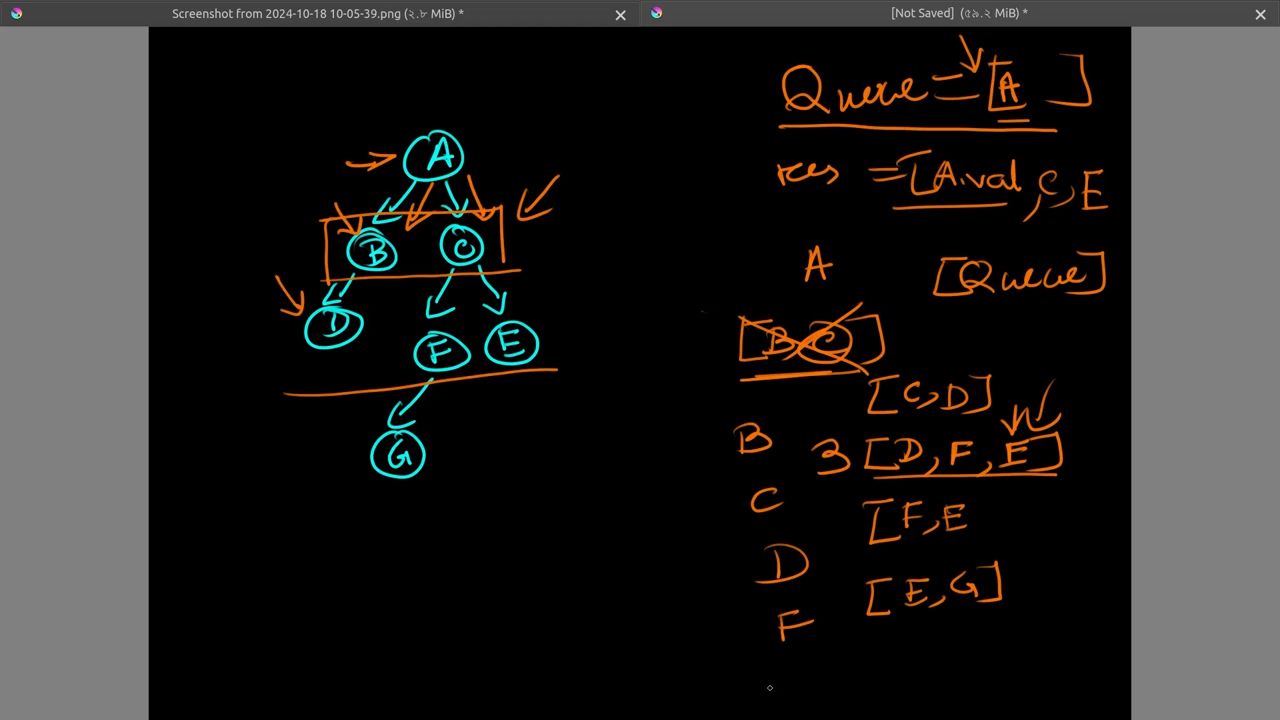 Screenshot from 2024-10-18 10-05-39.png (২.৮ MiB) *
[Not Saved] (৫৯.২ MiB) *
A
B C
D F E
G
Queue = [A ]
res = [A.val, C, E
A [Queue]
[B C]
[C, D]
B 3 [D, F, E]
C [F, E
D [E, G]
F